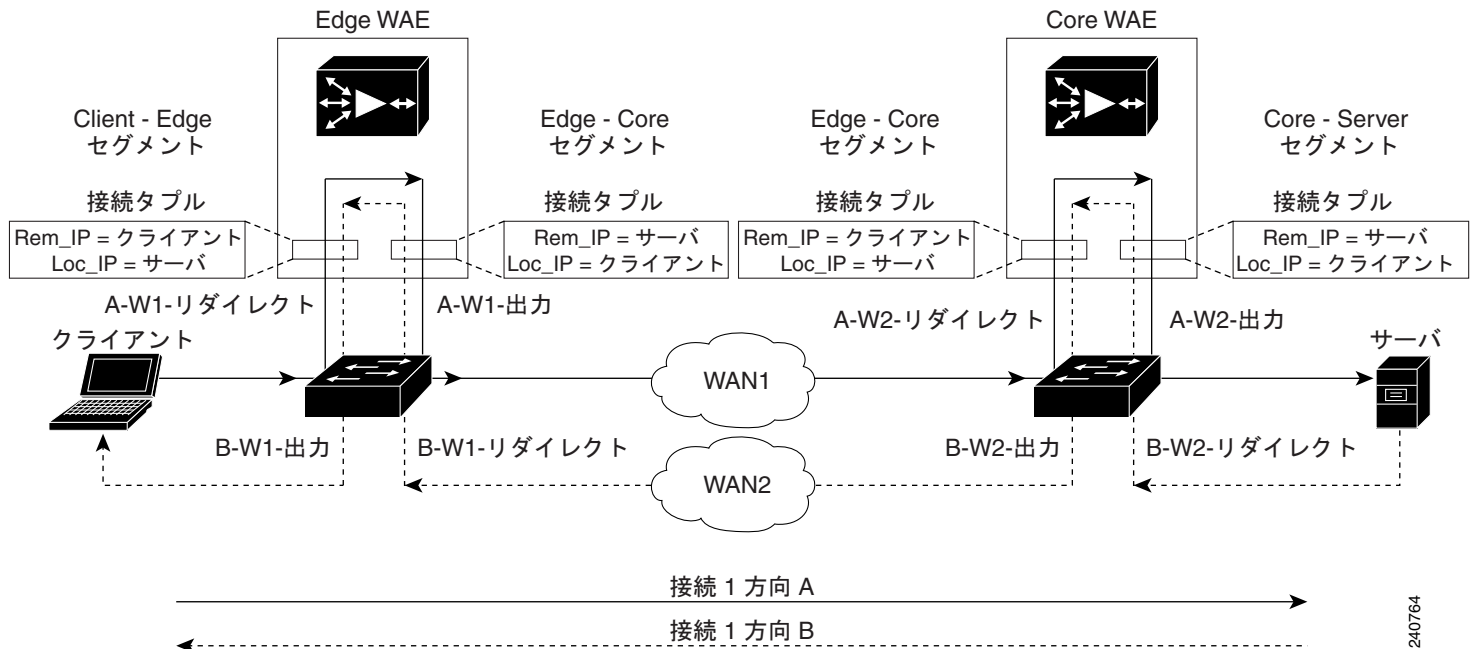 Edge WAE
Core WAE
Client - Edge
セグメント
Edge - Core
セグメント
Edge - Core
セグメント
Core - Server
セグメント
接続タプル
接続タプル
接続タプル
接続タプル
Rem_IP = クライアント
Loc_IP = サーバ
Rem_IP = サーバ
Loc_IP = クライアント
Rem_IP = クライアント
Loc_IP = サーバ
Rem_IP = サーバ
Loc_IP = クライアント
A-W1-リダイレクト
A-W1-出力
A-W2-リダイレクト
A-W2-出力
クライアント
サーバ
WAN1
B-W1-出力
B-W1-リダイレクト
B-W2-出力
B-W2-リダイレクト
WAN2
接続 1 方向 A
接続 1 方向 B
240764